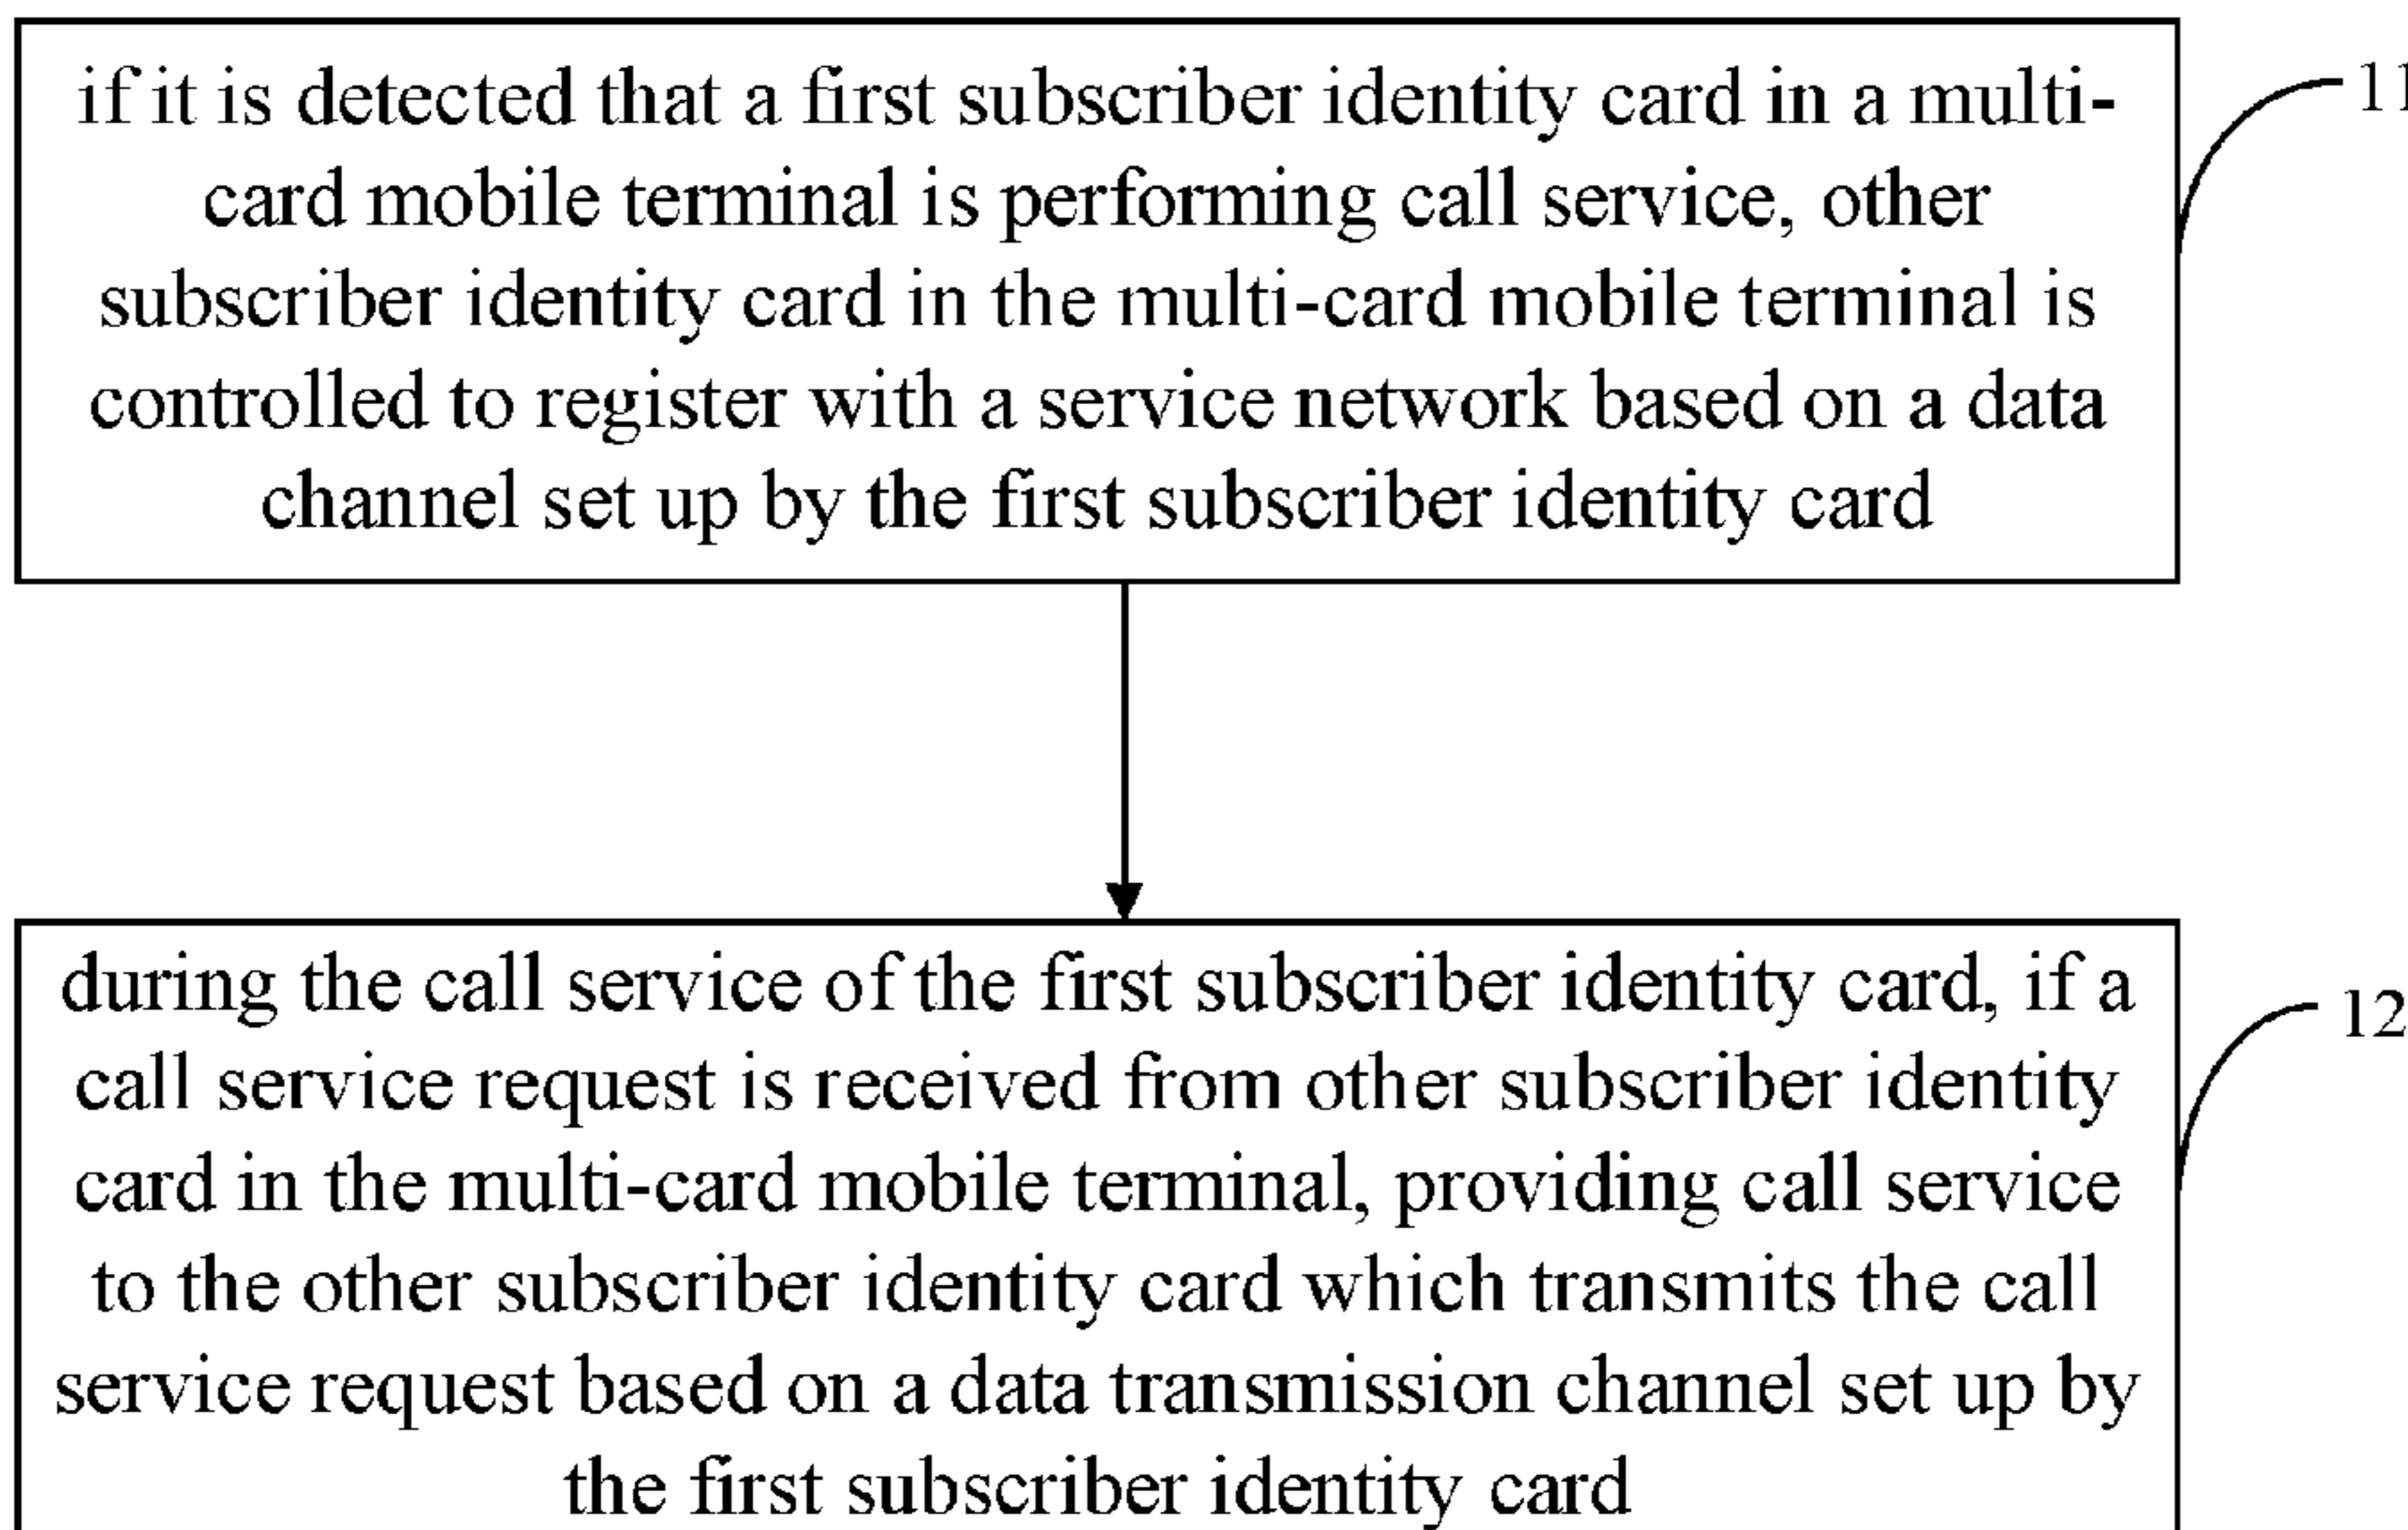 if it is detected that a first subscriber identity card in a multi-
card mobile terminal is performing call service, other
subscriber identity card in the multi-card mobile terminal is
controlled to register with a service network based on a data
channel set up by the first subscriber identity card
11
during the call service of the first subscriber identity card, if a
call service request is received from other subscriber identity
card in the multi-card mobile terminal, providing call service
to the other subscriber identity card which transmits the call
service request based on a data transmission channel set up by
the first subscriber identity card
12